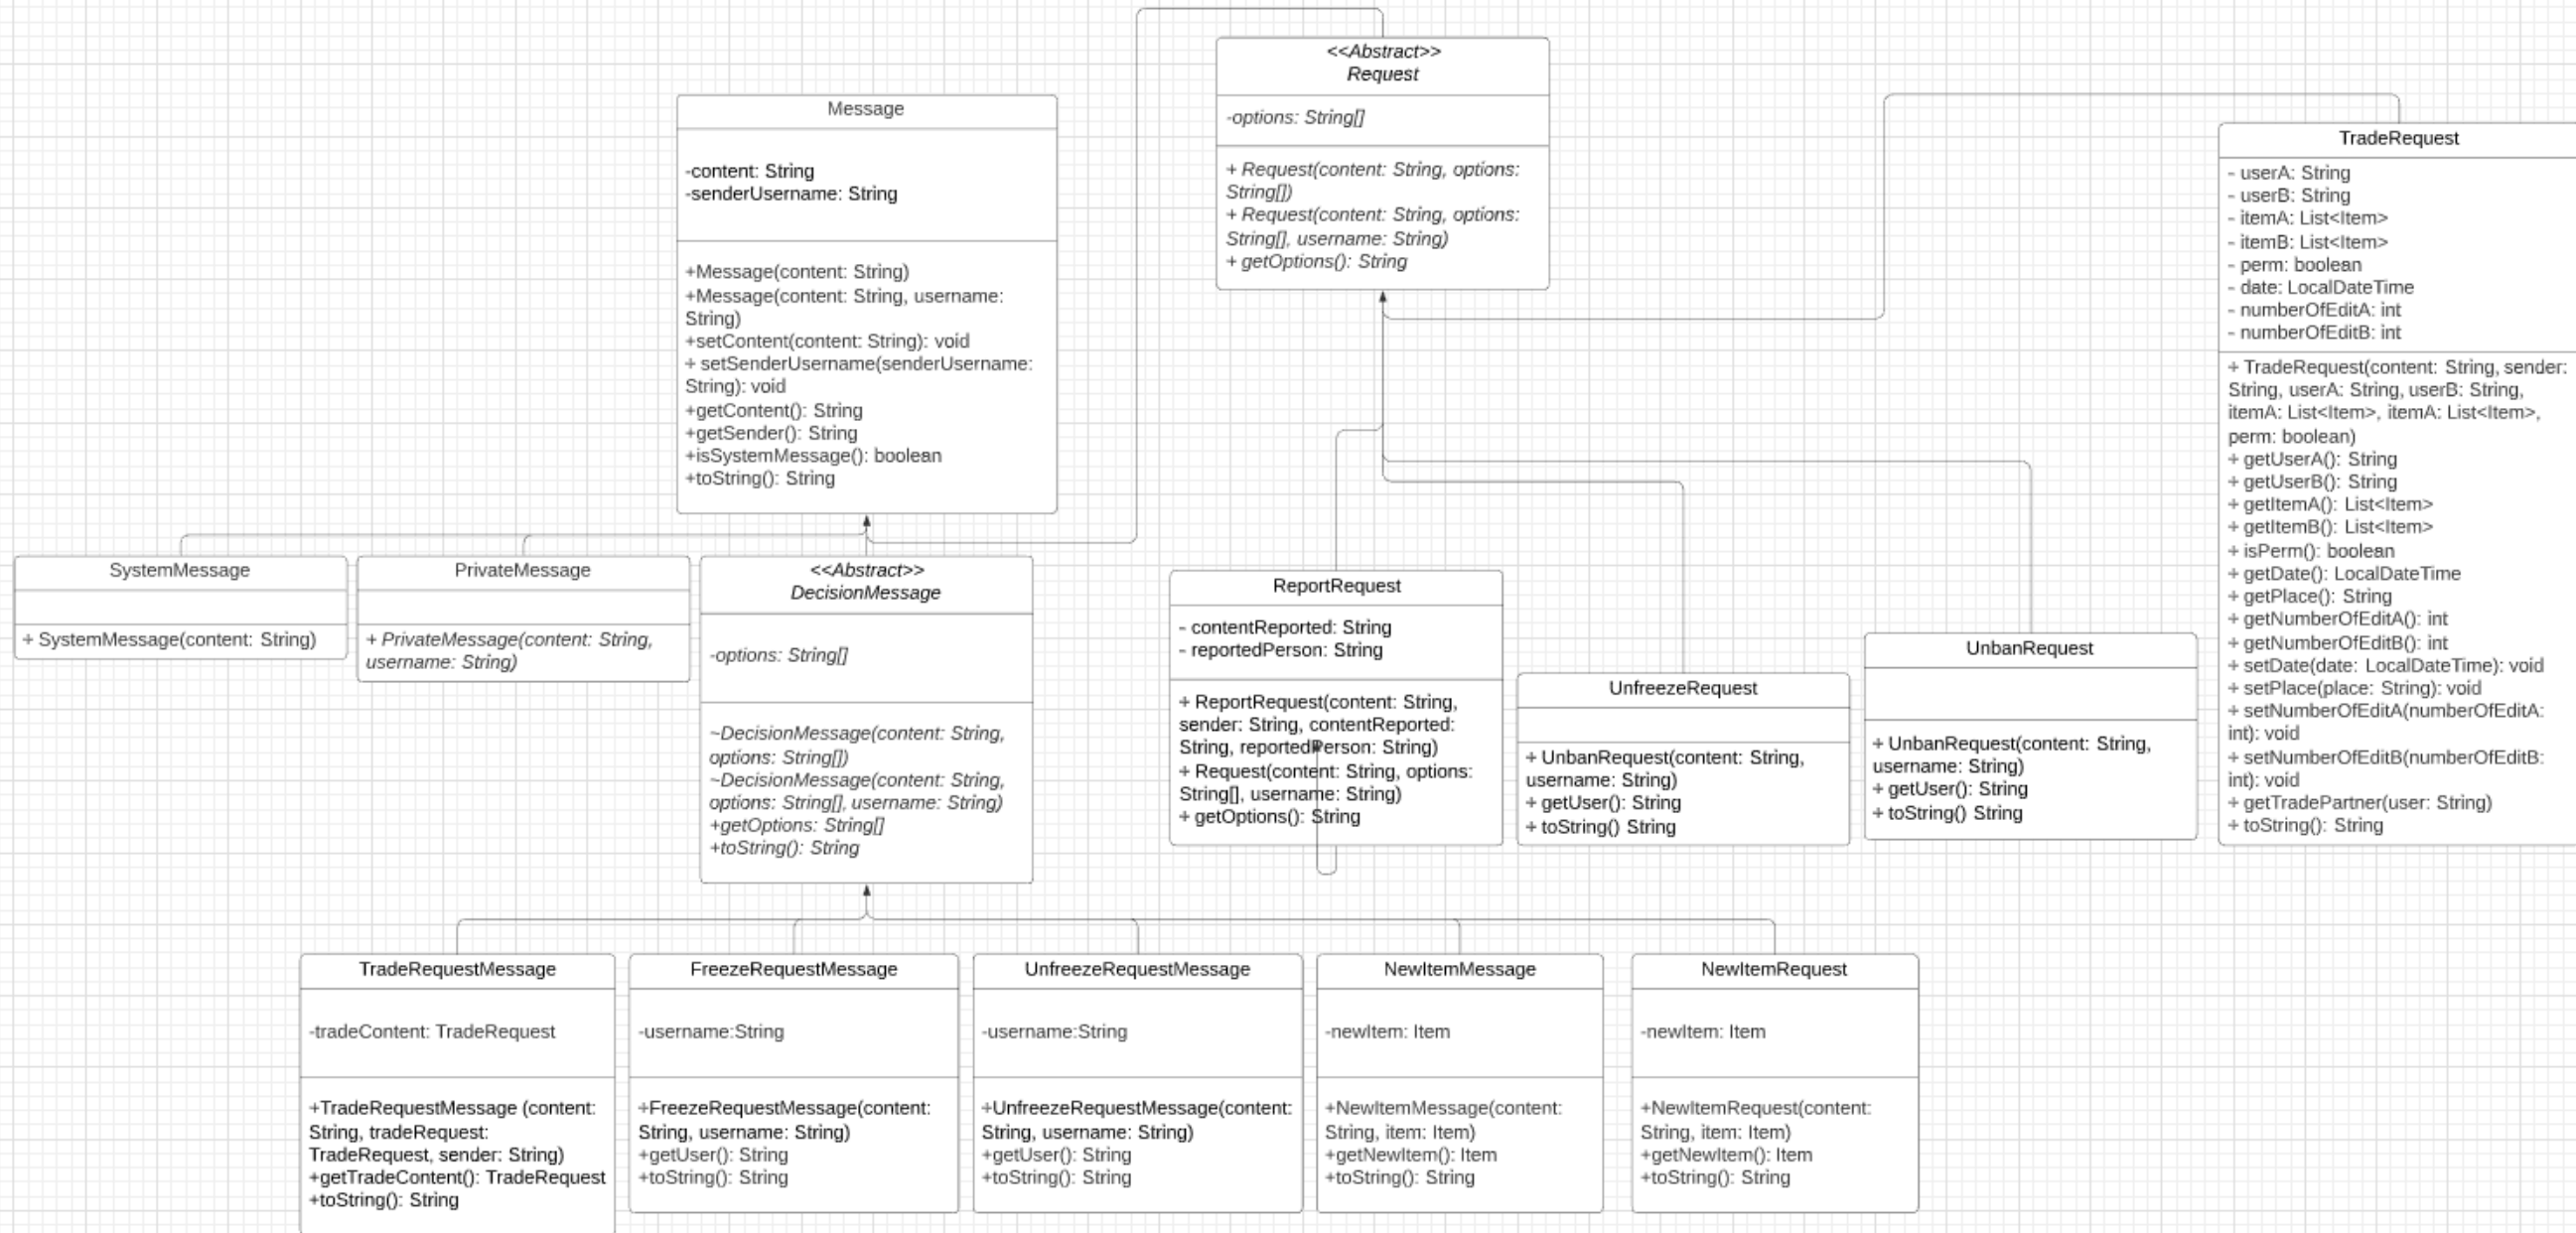 <<Abstract>>
Request
-options: String[]
+ Request(content: String, options:
String[])
+ Request(content: String, options:
String[], username: String)
+ getOptions(): String
Message
-content: String
-senderUsername: String
+Message(content: String)
+Message(content: String, username:
String)
+setContent(content: String): void
+ setSenderUsername(senderUsername:
String): void
+getContent(): String
+getSender(): String
+isSystemMessage(): boolean
+toString(): String
TradeRequest
- userA: String
- userB: String
- itemA: List<Item>
- itemB: List<Item>
- perm: boolean
- date: LocalDateTime
- numberOfEditA: int
- numberOfEditB: int
+ TradeRequest(content: String, sender:
String, userA: String, userB: String,
itemA: List<Item>, itemA: List<Item>,
perm: boolean)
+ getUserA(): String
+ getUserB(): String
+ getItemA(): List<Item>
+ getItemB(): List<Item>
+ isPerm(): boolean
+ getDate(): LocalDateTime
+ getPlace(): String
+ getNumberOfEditA(): int
+ getNumberOfEditB(): int
+ setDate(date: LocalDateTime): void
+ setPlace(place: String): void
+ setNumberOfEditA(numberOfEditA:
int): void
+ setNumberOfEditB(numberOfEditB:
int): void
+ getTradePartner(user: String)
+ toString(): String
SystemMessage
+ SystemMessage(content: String)
PrivateMessage
+ PrivateMessage(content: String,
username: String)
<<Abstract>>
DecisionMessage
-options: String[]
~DecisionMessage(content: String,
options: String[])
~DecisionMessage(content: String,
options: String[], username: String)
+getOptions: String[]
+toString(): String
ReportRequest
- contentReported: String
- reportedPerson: String
+ ReportRequest(content: String,
sender: String, contentReported:
String, reportedPerson: String)
+ Request(content: String, options:
String[], username: String)
+ getOptions(): String
UnfreezeRequest
+ UnbanRequest(content: String,
username: String)
+ getUser(): String
+ toString() String
UnbanRequest
+ UnbanRequest(content: String,
username: String)
+ getUser(): String
+ toString() String
TradeRequestMessage
-tradeContent: TradeRequest
+TradeRequestMessage (content:
String, tradeRequest:
TradeRequest, sender: String)
+getTradeContent(): TradeRequest
+toString(): String
FreezeRequestMessage
-username:String
+FreezeRequestMessage(content:
String, username: String)
+getUser(): String
+toString(): String
UnfreezeRequestMessage
-username:String
+UnfreezeRequestMessage(content:
String, username: String)
+getUser(): String
+toString(): String
NewItemMessage
-newItem: Item
+NewItemMessage(content:
String, item: Item)
+getNewItem(): Item
+toString(): String
NewItemRequest
-newItem: Item
+NewItemRequest(content:
String, item: Item)
+getNewItem(): Item
+toString(): String